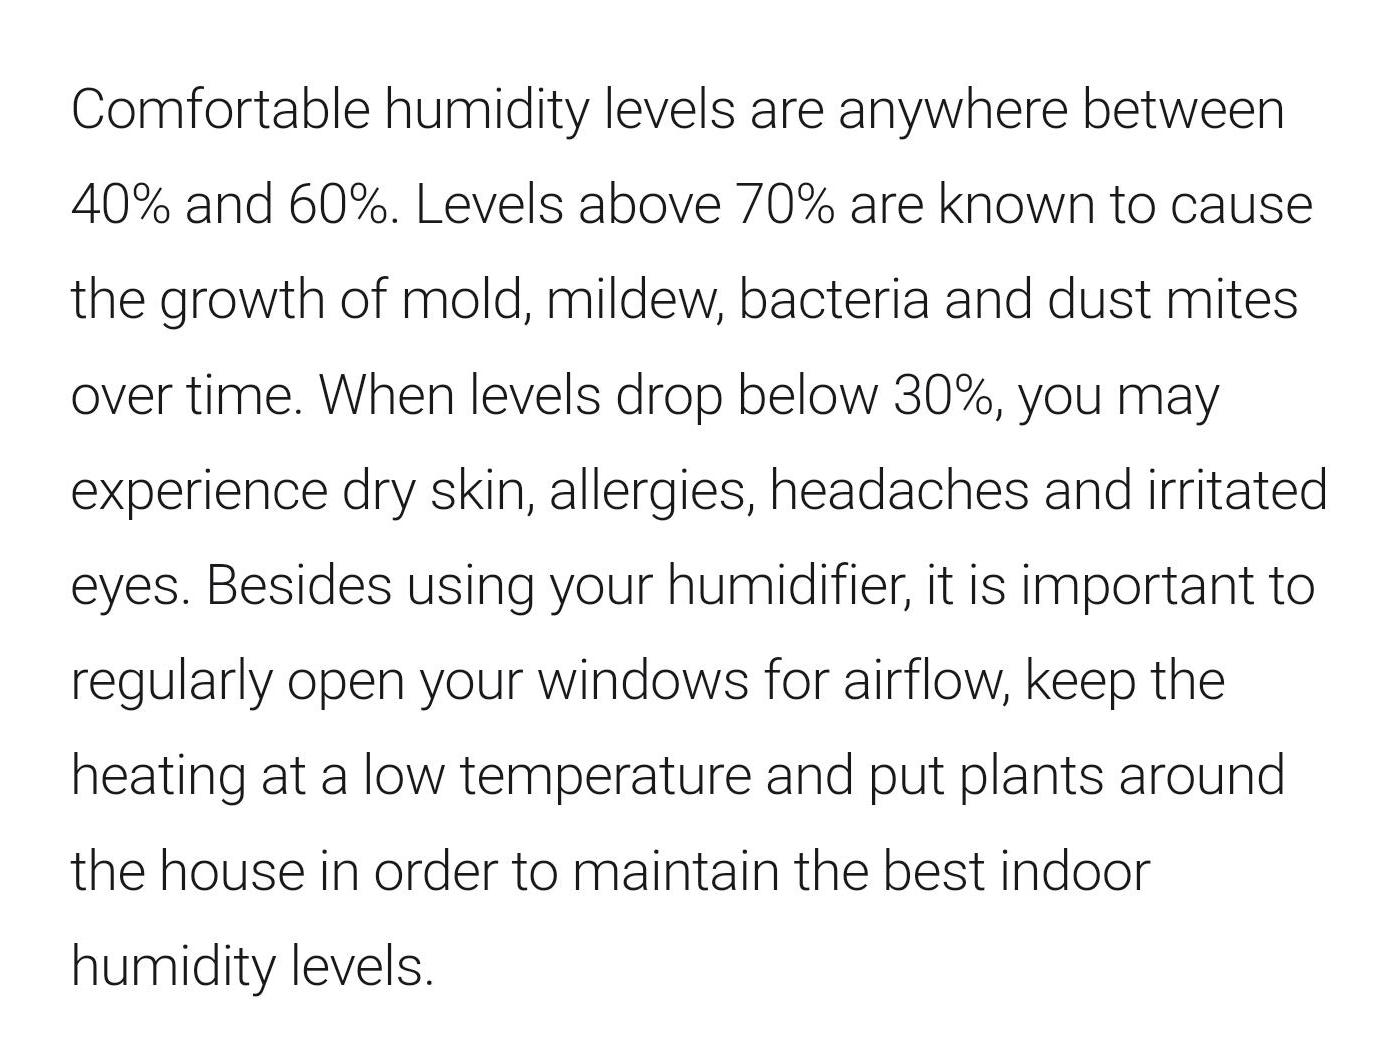 Comfortable humidity levels are anywhere between
40% and 60%. Levels above 70% are known to cause
the growth of mold, mildew, bacteria and dust mites
over time. When levels drop below 30%, you may
experience dry skin, allergies, headaches and irritated
eyes. Besides using your humidifier, it is important to
regularly open your windows for airflow, keep the
heating at a low temperature and put plants around
the house in order to maintain the best indoor
humidity levels.